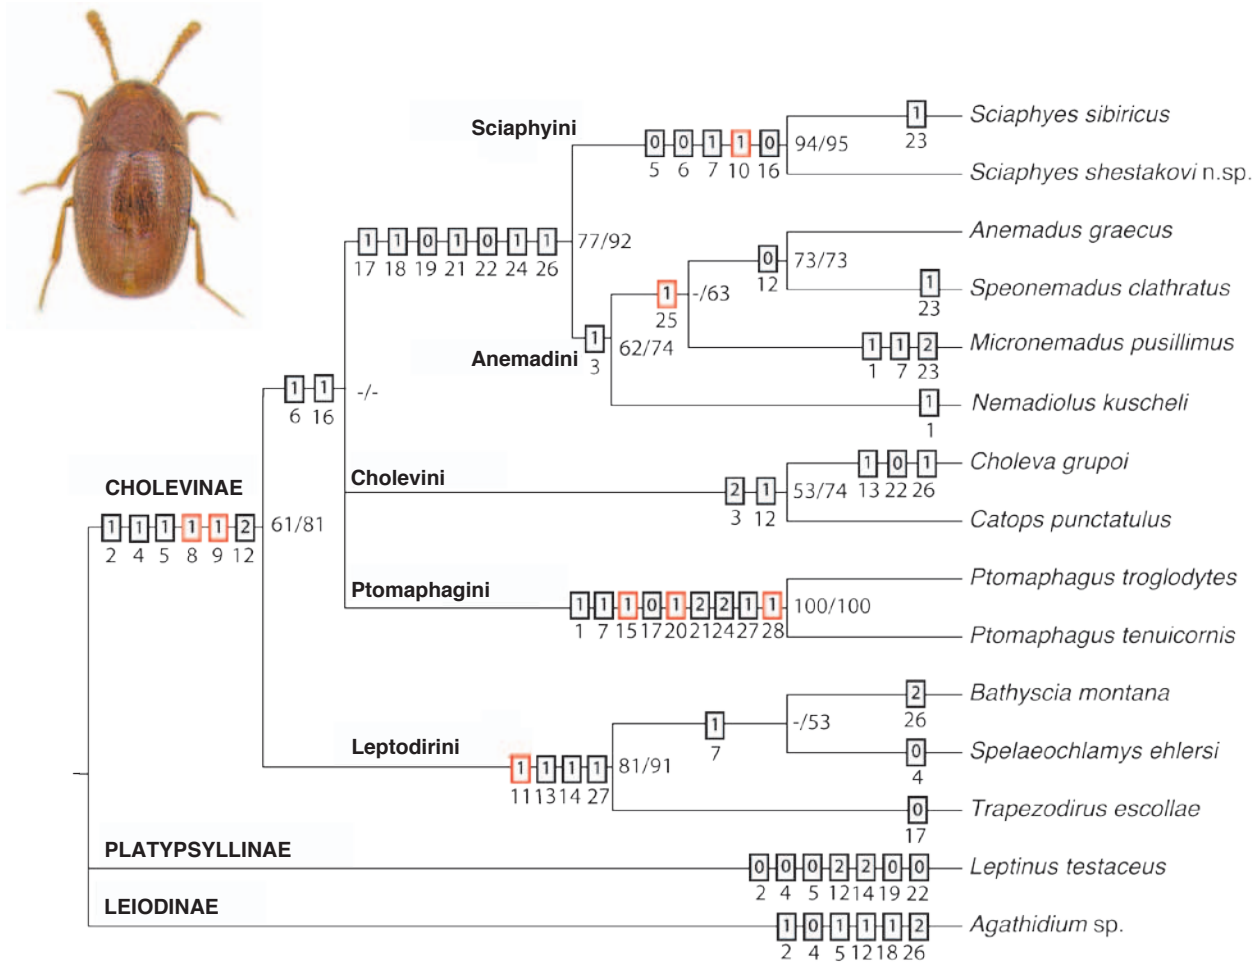 Sciaphyini
0 0 1 1 0
5 6 7 10 16
94/95
1
23
Sciaphyes sibiricus
Sciaphyes shestakovi n.sp.
1 1 0 1 0 1 1
17 18 19 21 22 24 26
77/92
Anemadus graecus
0
12
73/73
1
23
Speonemadus clathratus
1
25
-/63
1 1 2
1 7 23
Micronemadus pusillimus
Anemadini
1
3
62/74
1
1
Nemadiolus kuscheli
1 1
6 16
-/-
Cholevini
2 1
3 12
53/74
1 0 1
13 22 26
Choleva grupoi
Catops punctatulus
CHOLEVINAE
1 1 1 1 1 2
2 4 5 8 9 12
61/81
Ptomaphagini
1 1 1 0 1 2 2 1 1
1 7 15 17 20 21 24 27 28
100/100
Ptomaphagus troglodytes
Ptomaphagus tenuicornis
Leptodirini
1 1 1 1
11 13 14 27
81/91
1
7
-/53
2
26
Bathyscia montana
0
4
Spelaeochlamys ehlersi
0
17
Trapezodirus escollae
PLATYPSYLLINAE
0 0 0 2 2 0 0
2 4 5 12 14 19 22
Leptinus testaceus
LEIODINAE
1 0 1 1 1 2
2 4 5 12 18 26
Agathidium sp.